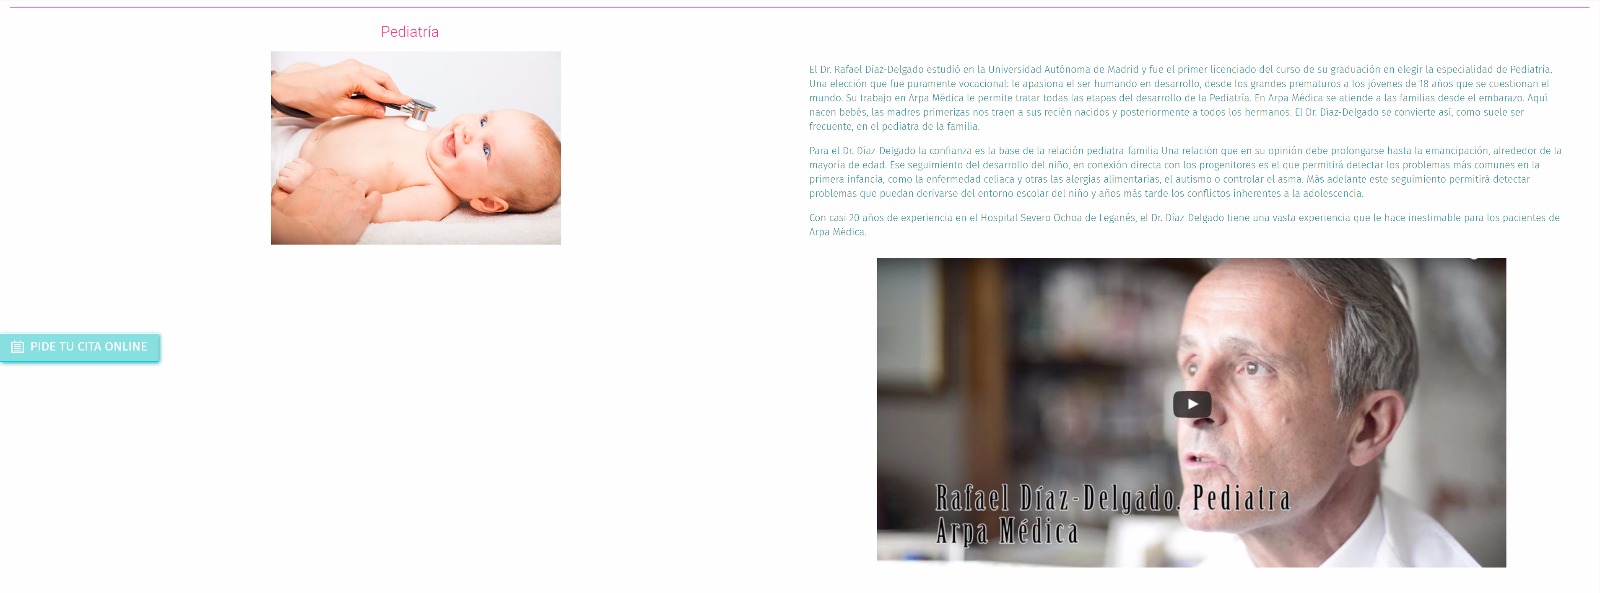 Pediatría
El Dr. Rafael Díaz-Delgado estudió en la Universidad Autónoma de Madrid y fue el primer licenciado del curso de su graduación en elegir la especialidad de Pediatría.
Una elección que fue puramente vocacional: le apasiona el ser humando en desarrollo, desde los grandes prematuros a los jóvenes de 18 años que se cuestionan el
mundo. Su trabajo en Arpa Médica le permite tratar todas las etapas del desarrollo de la Pediatría. En Arpa Médica se atiende a las familias desde el embarazo. Aquí
nacen bebés, las madres primerizas nos traen a sus recién nacidos y posteriormente a todos los hermanos. El Dr. Díaz-Delgado se convierte así, como suele ser
frecuente, en el pediatra de la familia.
Para el Dr. Díaz Delgado la confianza es la base de la relación pediatra familia Una relación que en su opinión debe prolongarse hasta la emancipación, alrededor de la
mayoría de edad. Ese seguimiento del desarrollo del niño, en conexión directa con los progenitores es el que permitirá detectar los problemas más comunes en la
primera infancia, como la enfermedad celíaca y otras las alergias alimentarias, el autismo o controlar el asma. Más adelante este seguimiento permitirá detectar
problemas que puedan derivarse del entorno escolar del niño y años más tarde los conflictos inherentes a la adolescencia.
Con casi 20 años de experiencia en el Hospital Severo Ochoa de Leganés, el Dr. Díaz Delgado tiene una vasta experiencia que le hace inestimable para los pacientes de
Arpa Médica.
PIDE TU CITA ONLINE
Rafael Díaz-Delgado. Pediatra
Arpa Médica